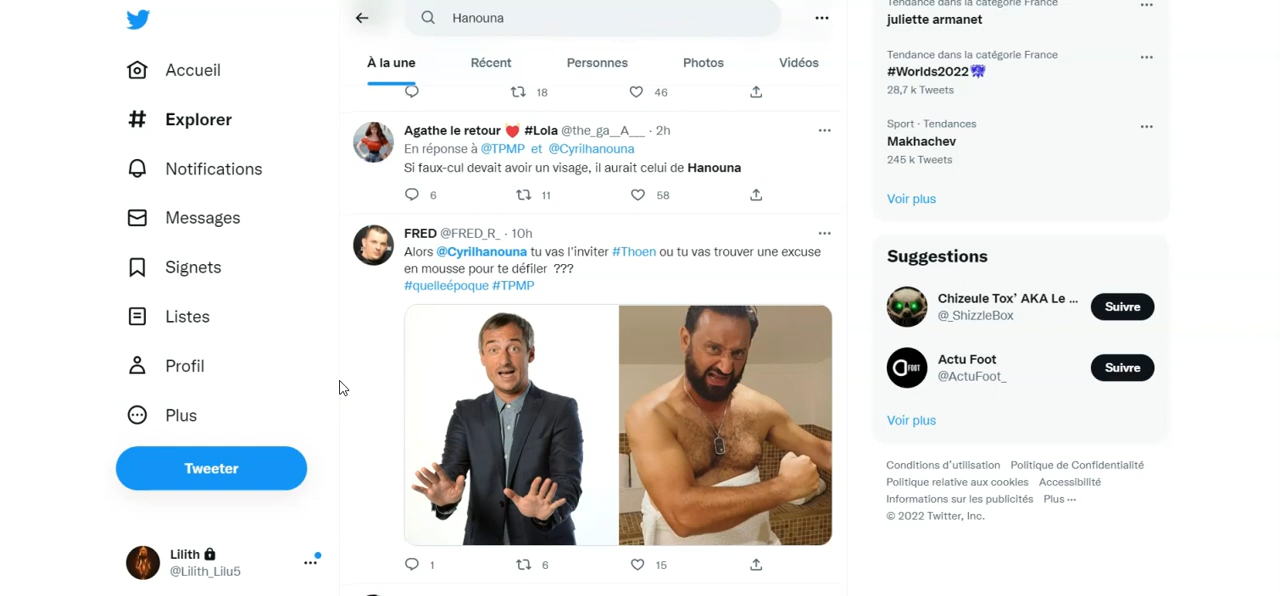 Hanouna
À la une
Récent
Personnes
Photos
Vidéos
18
46
Agathe le retour ❤️ #Lola @the_ga__A___ · 2h
En réponse à @TPMP et @Cyrilhanouna
Si faux-cul devait avoir un visage, il aurait celui de Hanouna
6
11
58
FRED @FRED_R_ · 10h
Alors @Cyrilhanouna tu vas l'inviter #Thoen ou tu vas trouver une excuse
en mousse pour te défiler ???
#quelleépoque #TPMP
1
6
15
Accueil
Explorer
Notifications
Messages
Signets
Listes
Profil
Plus
Tweeter
Lilith
@Lilith_Lilu5
Tendance dans la catégorie France
juliette armanet
Tendance dans la catégorie France
#Worlds2022
28,7 k Tweets
Sport · Tendances
Makhachev
245 k Tweets
Voir plus
Suggestions
Chizeule Tox' AKA Le ...
@_ShizzleBox
Suivre
Actu Foot
@ActuFoot_
Suivre
Voir plus
Conditions d'utilisation Politique de Confidentialité
Politique relative aux cookies Accessibilité
Informations sur les publicités Plus ···
© 2022 Twitter, Inc.